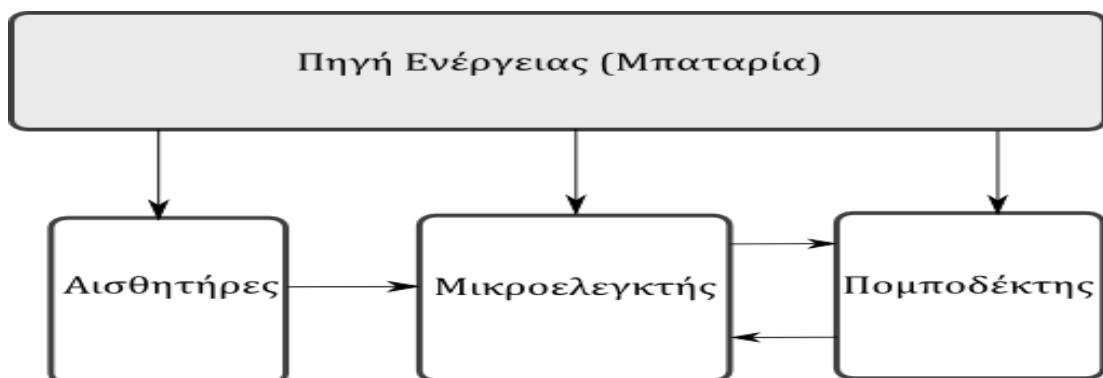 Πηγή Ενέργειας (Μπαταρία)
Αισθητήρες
Μικροελεγκτής
Πομποδέκτης